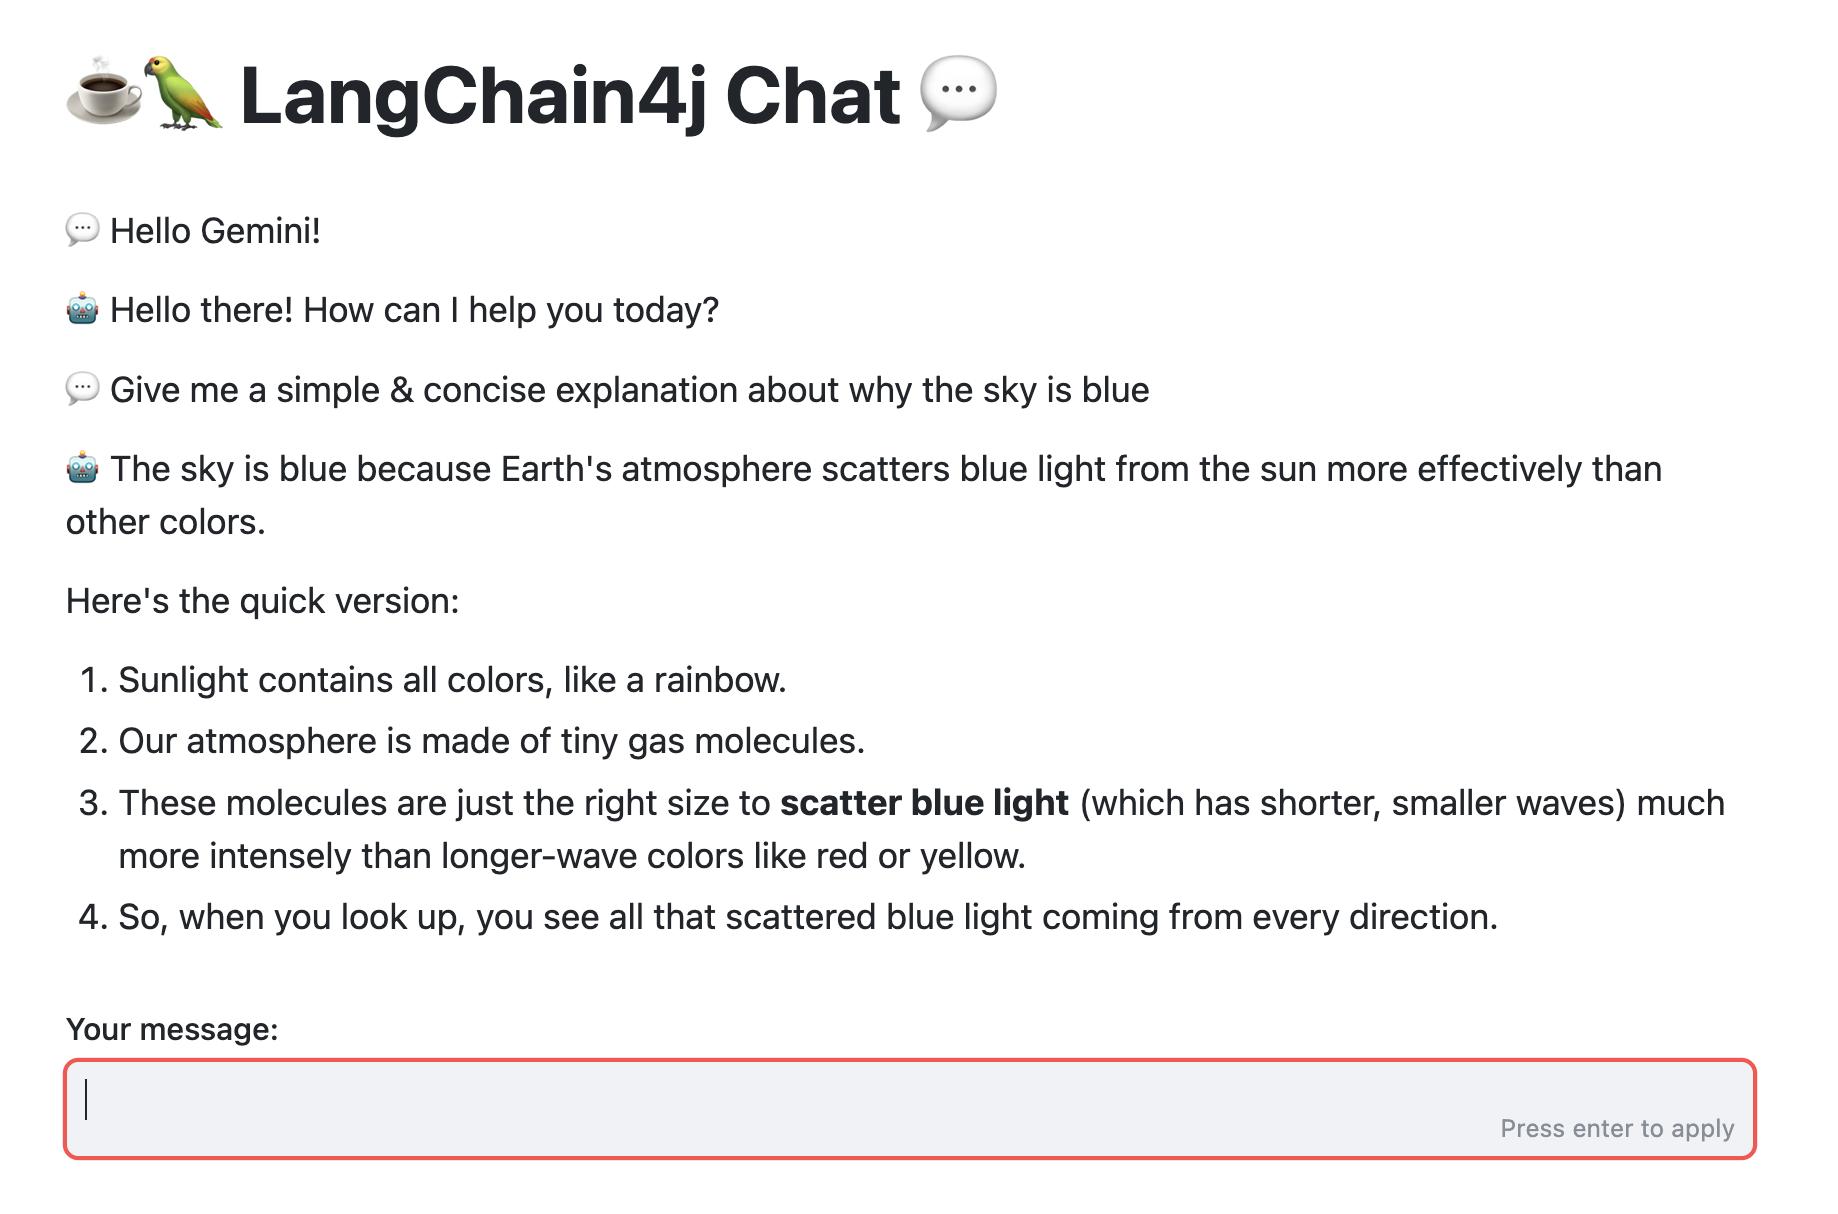 ☕🦜 LangChain4j Chat 💬
💬 Hello Gemini!
🤖 Hello there! How can I help you today?
💬 Give me a simple & concise explanation about why the sky is blue
🤖 The sky is blue because Earth's atmosphere scatters blue light from the sun more effectively than
other colors.
Here's the quick version:
1. Sunlight contains all colors, like a rainbow.
2. Our atmosphere is made of tiny gas molecules.
3. These molecules are just the right size to scatter blue light (which has shorter, smaller waves) much
more intensely than longer-wave colors like red or yellow.
4. So, when you look up, you see all that scattered blue light coming from every direction.
Your message:
Press enter to apply